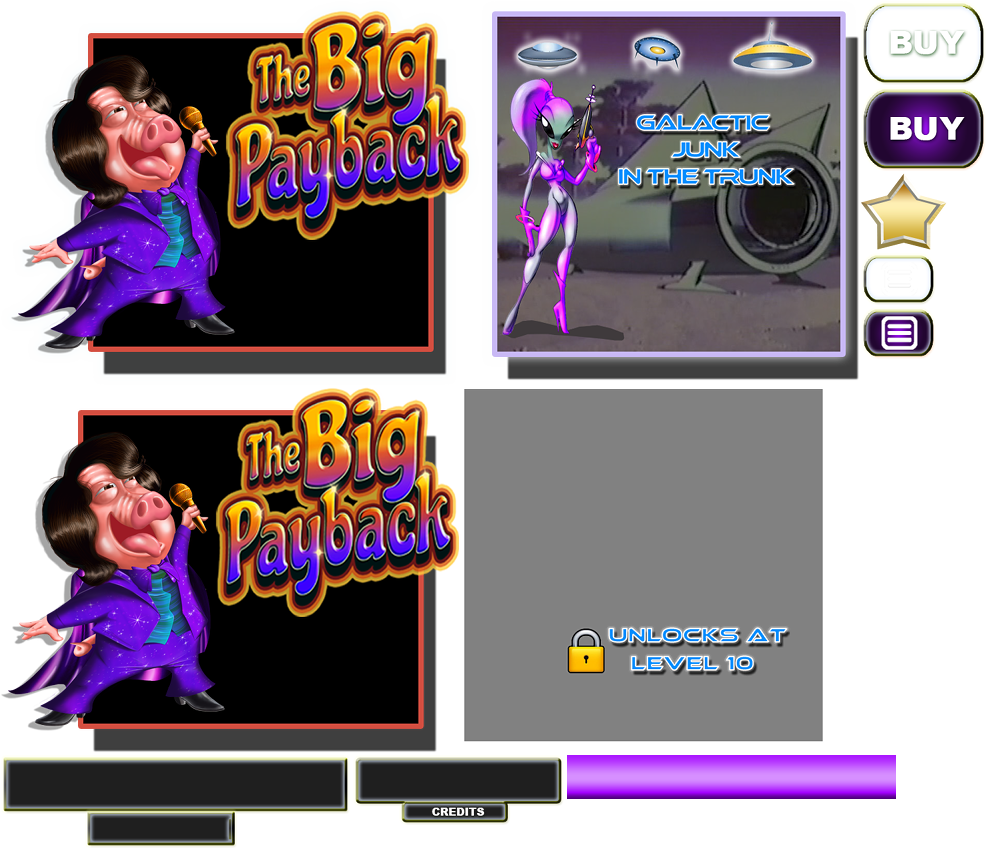 The Big
Payback
GALACTIC
JUNK
IN THE TRUNK
BUY
BUY
The Big
Payback
UNLOCKS AT
LEVEL 10
CREDITS